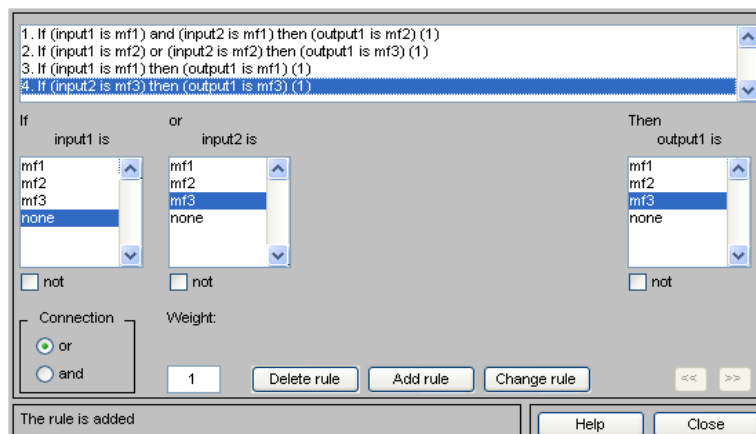 1. If (input1 is mf1) and (input2 is mf1) then (output1 is mf2) (1)
2. If (input1 is mf2) or (input2 is mf2) then (output1 is mf3) (1)
3. If (input1 is mf1) then (output1 is mf1) (1)
4. If (input2 is mf3) then (output1 is mf3) (1)
If or Then
input1 is input2 is output1 is
mf1 mf1 mf1
mf2 mf2 mf2
mf3 mf3 mf3
none none none
not not not
Connection Weight:
or
and 1 Delete rule Add rule Change rule << >>
The rule is added Help Close